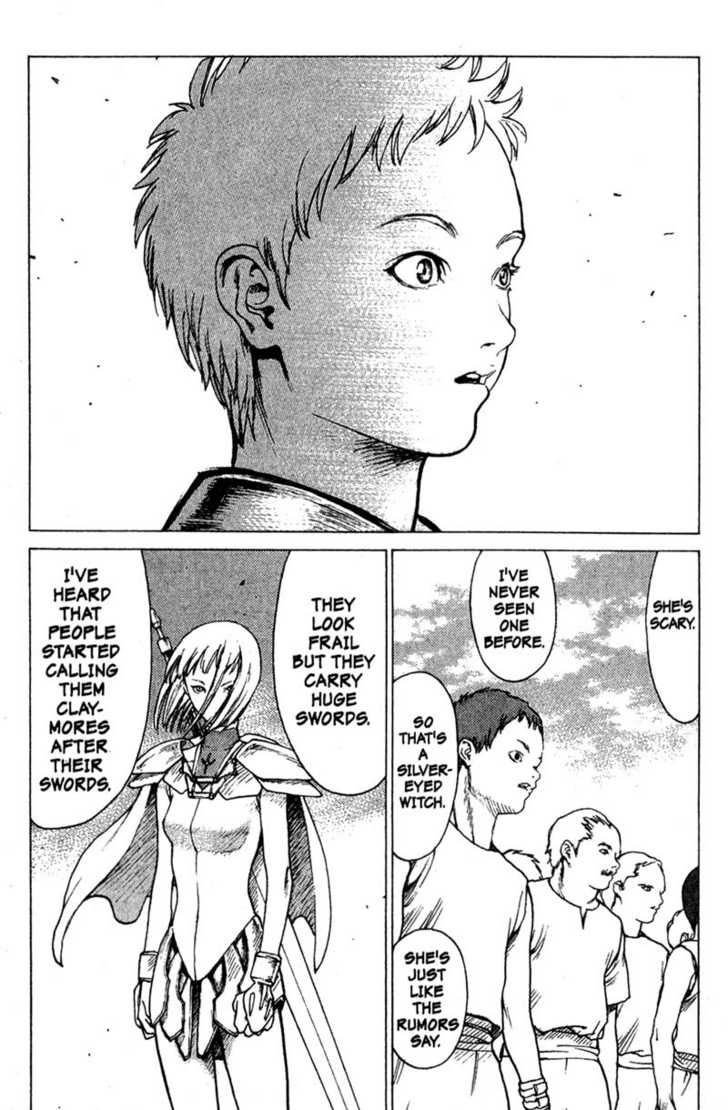 SHE'S
SCARY.
I'VE
NEVER
SEEN
ONE
BEFORE.
SO
THAT'S
A
SILVER-
EYED
WITCH.
SHE'S
JUST
LIKE
THE
RUMORS
SAY.
THEY
LOOK
FRAIL
BUT THEY
CARRY
HUGE
SWORDS.
I'VE
HEARD
THAT
PEOPLE
STARTED
CALLING
THEM
CLAY-
MORES
AFTER
THEIR
SWORDS.